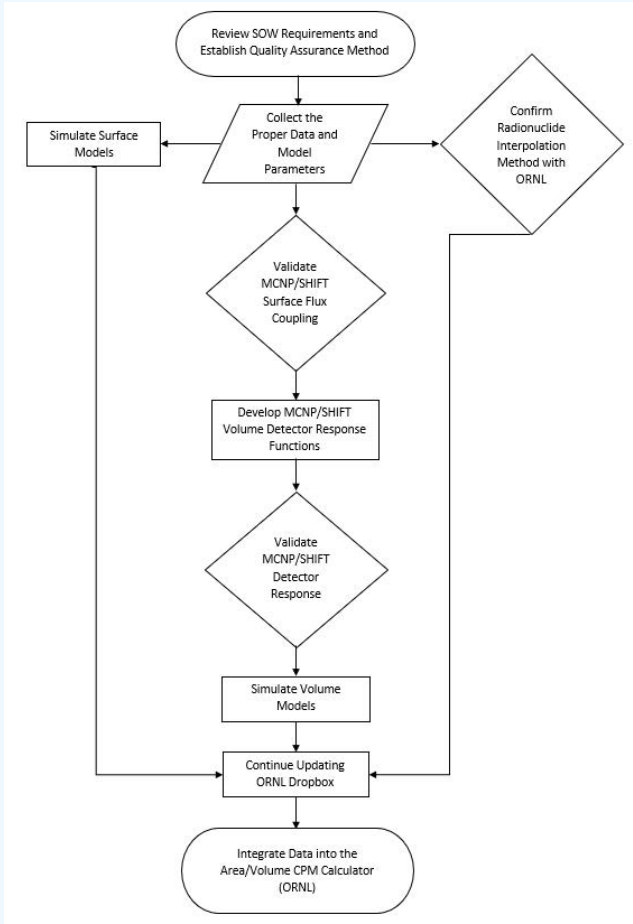 Review SOW Requirements and
Establish Quality Assurance Method
Collect the
Proper Data and
Model
Parameters
Simulate Surface
Models
Confirm
Radionuclide
Interpolation
Method with
ORNL
Validate
MCNP/SHIFT
Surface Flux
Coupling
Develop MCNP/SHIFT
Volume Detector Response
Functions
Validate
MCNP/SHIFT
Detector
Response
Simulate Volume
Models
Continue Updating
ORNL Dropbox
Integrate Data into the
Area/Volume CPM Calculator
(ORNL)